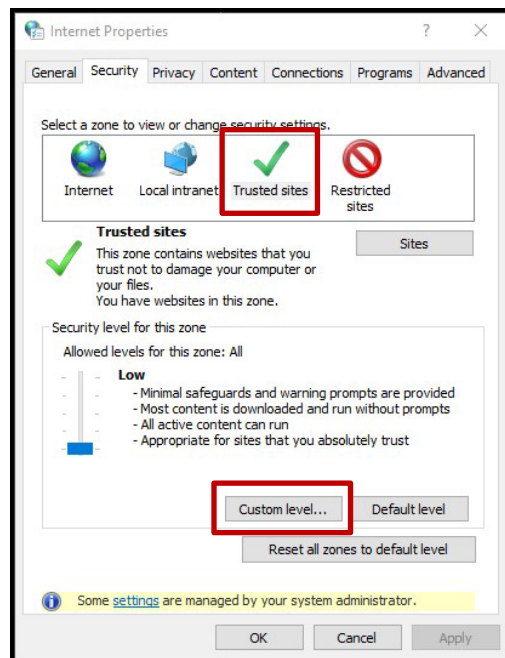 Internet Properties
?
General Security Privacy Content Connections Programs Advanced
Select a zone to view or change security settings.
Internet Local intranet Trusted sites Restricted
sites
Trusted sites
Sites
This zone contains websites that you
trust not to damage your computer or
your files.
You have websites in this zone.
Security level for this zone
Allowed levels for this zone: All
Low
- Minimal safeguards and warning prompts are provided
- Most content is downloaded and run without prompts
- All active content can run
- Appropriate for sites that you absolutely trust
Custom level... Default level
Reset all zones to default level
Some settings are managed by your system administrator.
OK Cancel Apply